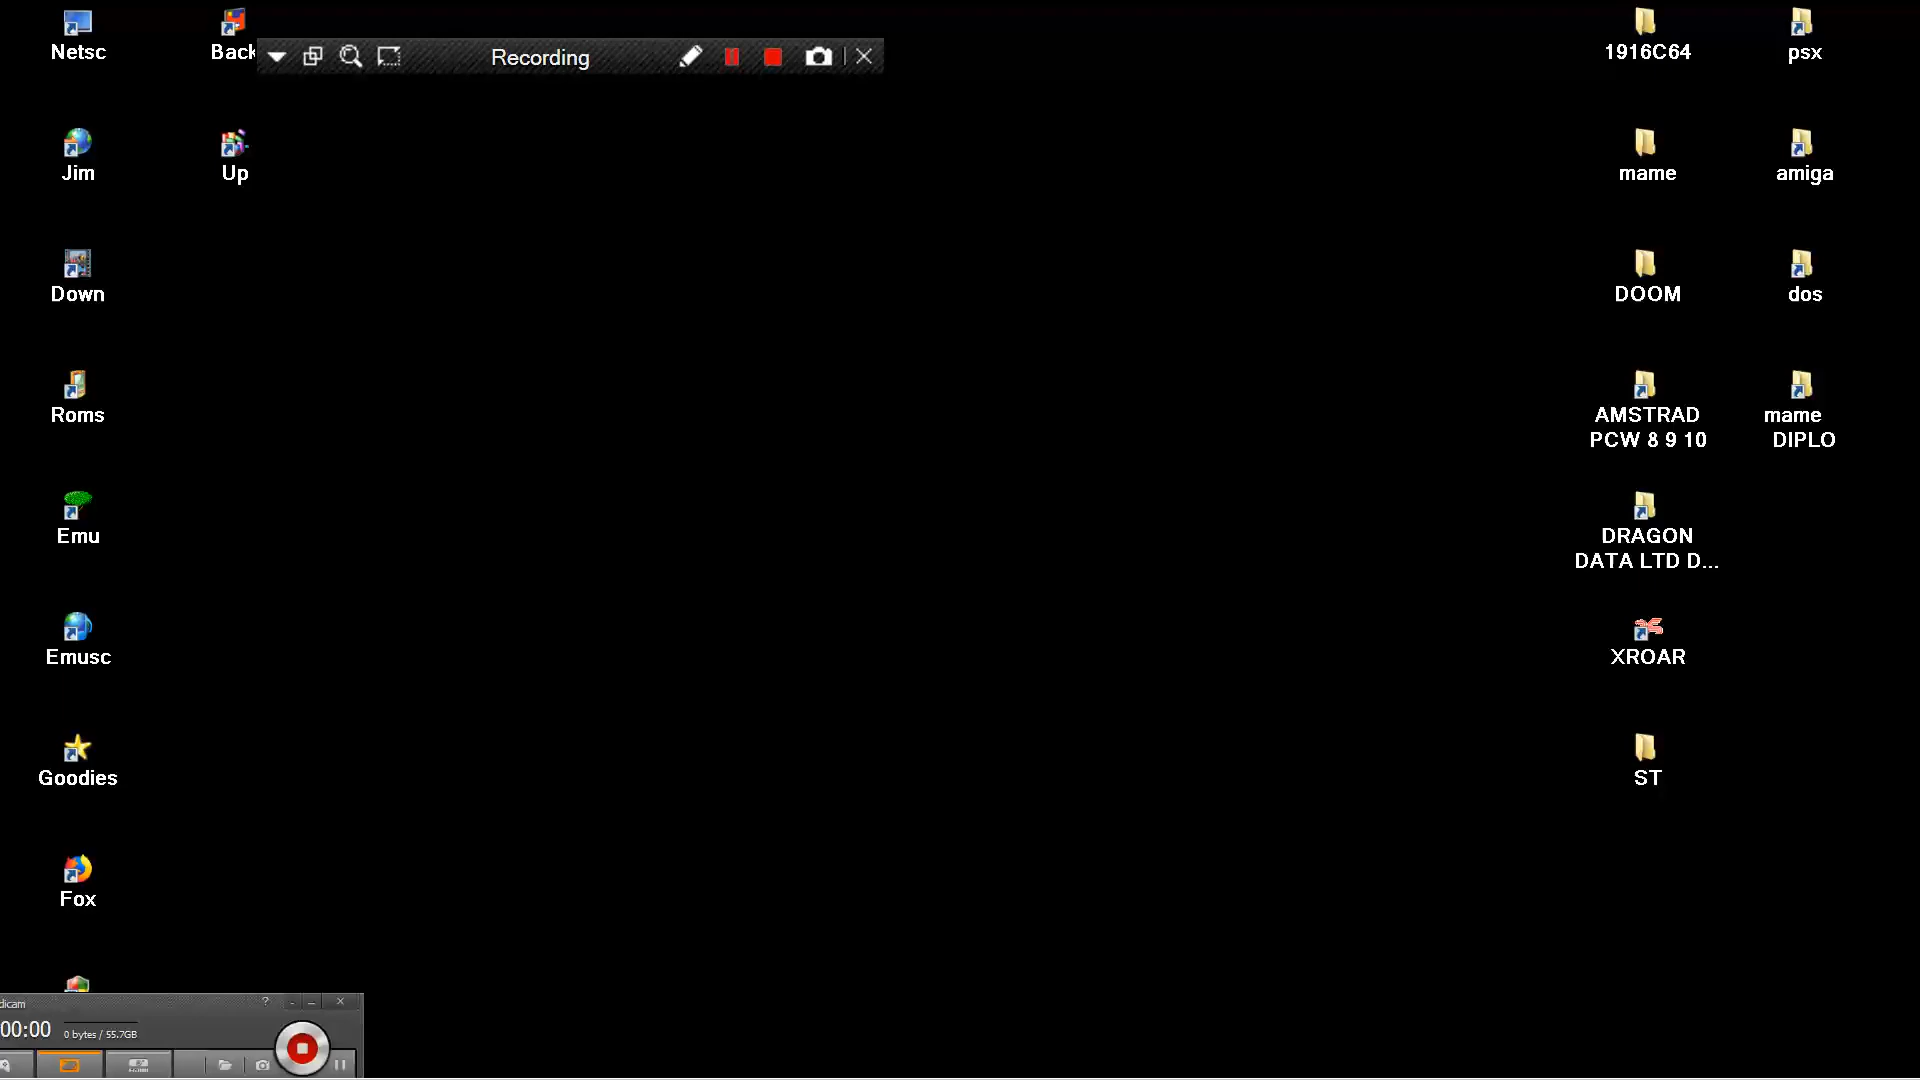 Netsc
Back
Recording
1916C64
psx
Jim
Up
mame
amiga
Down
DOOM
dos
Roms
AMSTRAD
PCW 8 9 10
mame
DIPLO
Emu
DRAGON
DATA LTD D...
Emusc
XROAR
Goodies
ST
Fox
dicam
?
00:00
0 bytes / 55.7GB